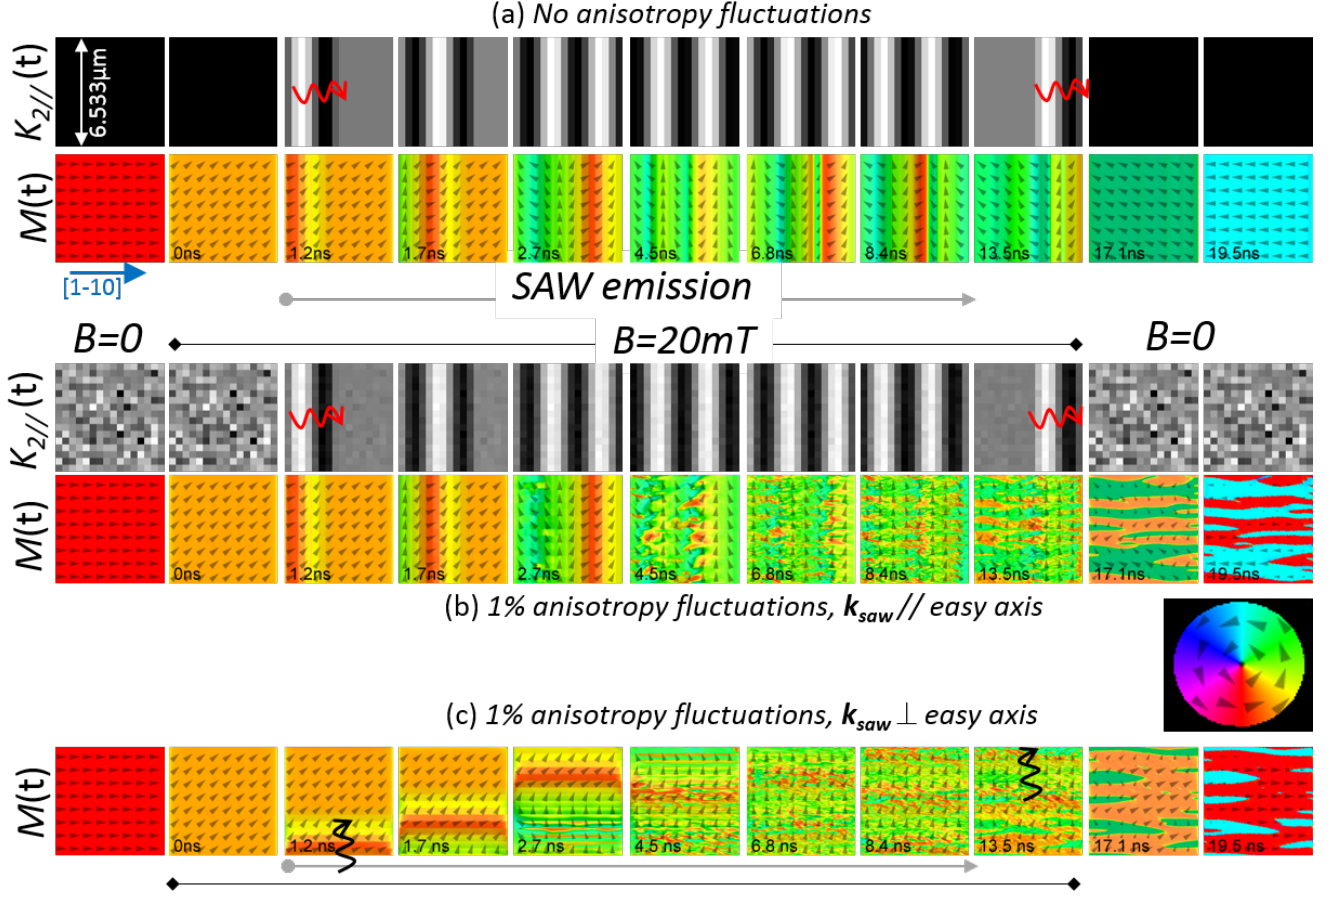 (a) No anisotropy fluctuations
K2//(t)
6.533μm
M(t)
0ns
1.2ns
1.7ns
2.7ns
4.5ns
6.8ns
8.4ns
13.5ns
17.1ns
19.5ns
[1-10]
SAW emission
B=0
B=20mT
B=0
K2//(t)
M(t)
0ns
1.2ns
1.7ns
2.7ns
4.5ns
6.8ns
8.4ns
13.5ns
17.1ns
19.5ns
(b) 1% anisotropy fluctuations, ksaw // easy axis
(c) 1% anisotropy fluctuations, ksaw ⊥ easy axis
M(t)
0ns
1.2 ns
1.7 ns
2.7 ns
4.5 ns
6.8 ns
8.4 ns
13.5 ns
17.1 ns
19.5 ns